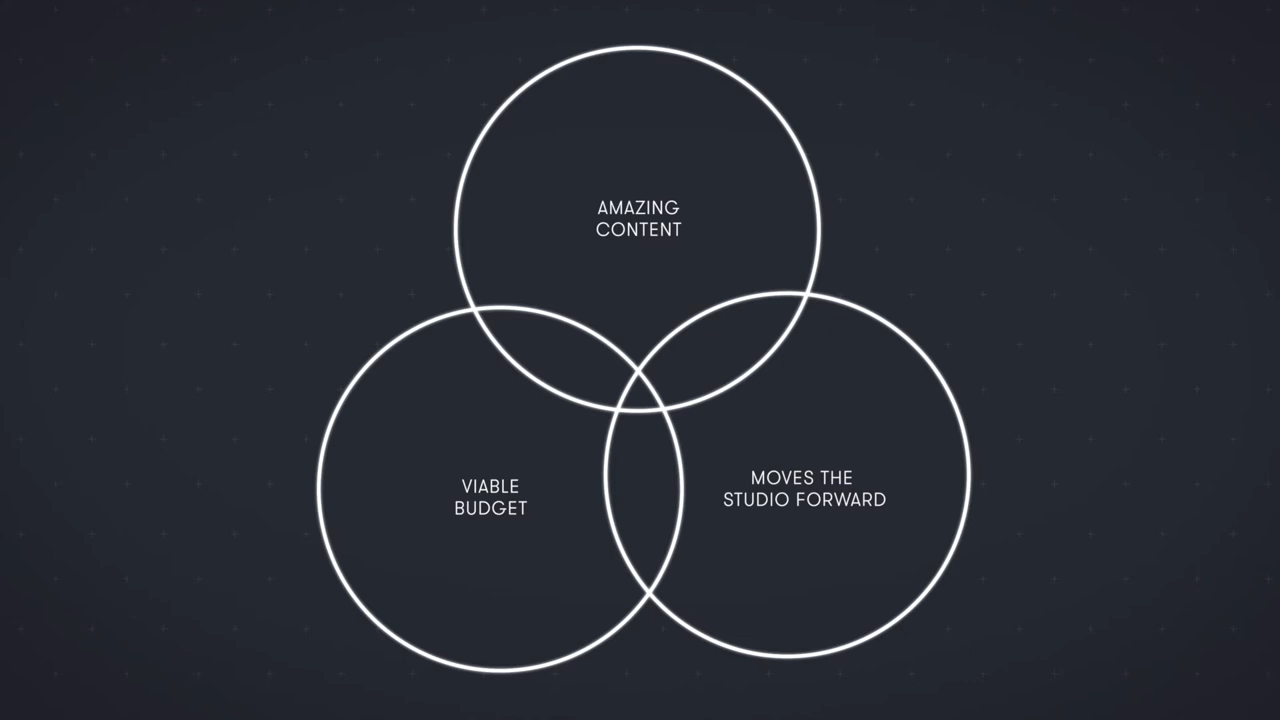 AMAZING
CONTENT
VIABLE
BUDGET
MOVES THE
STUDIO FORWARD